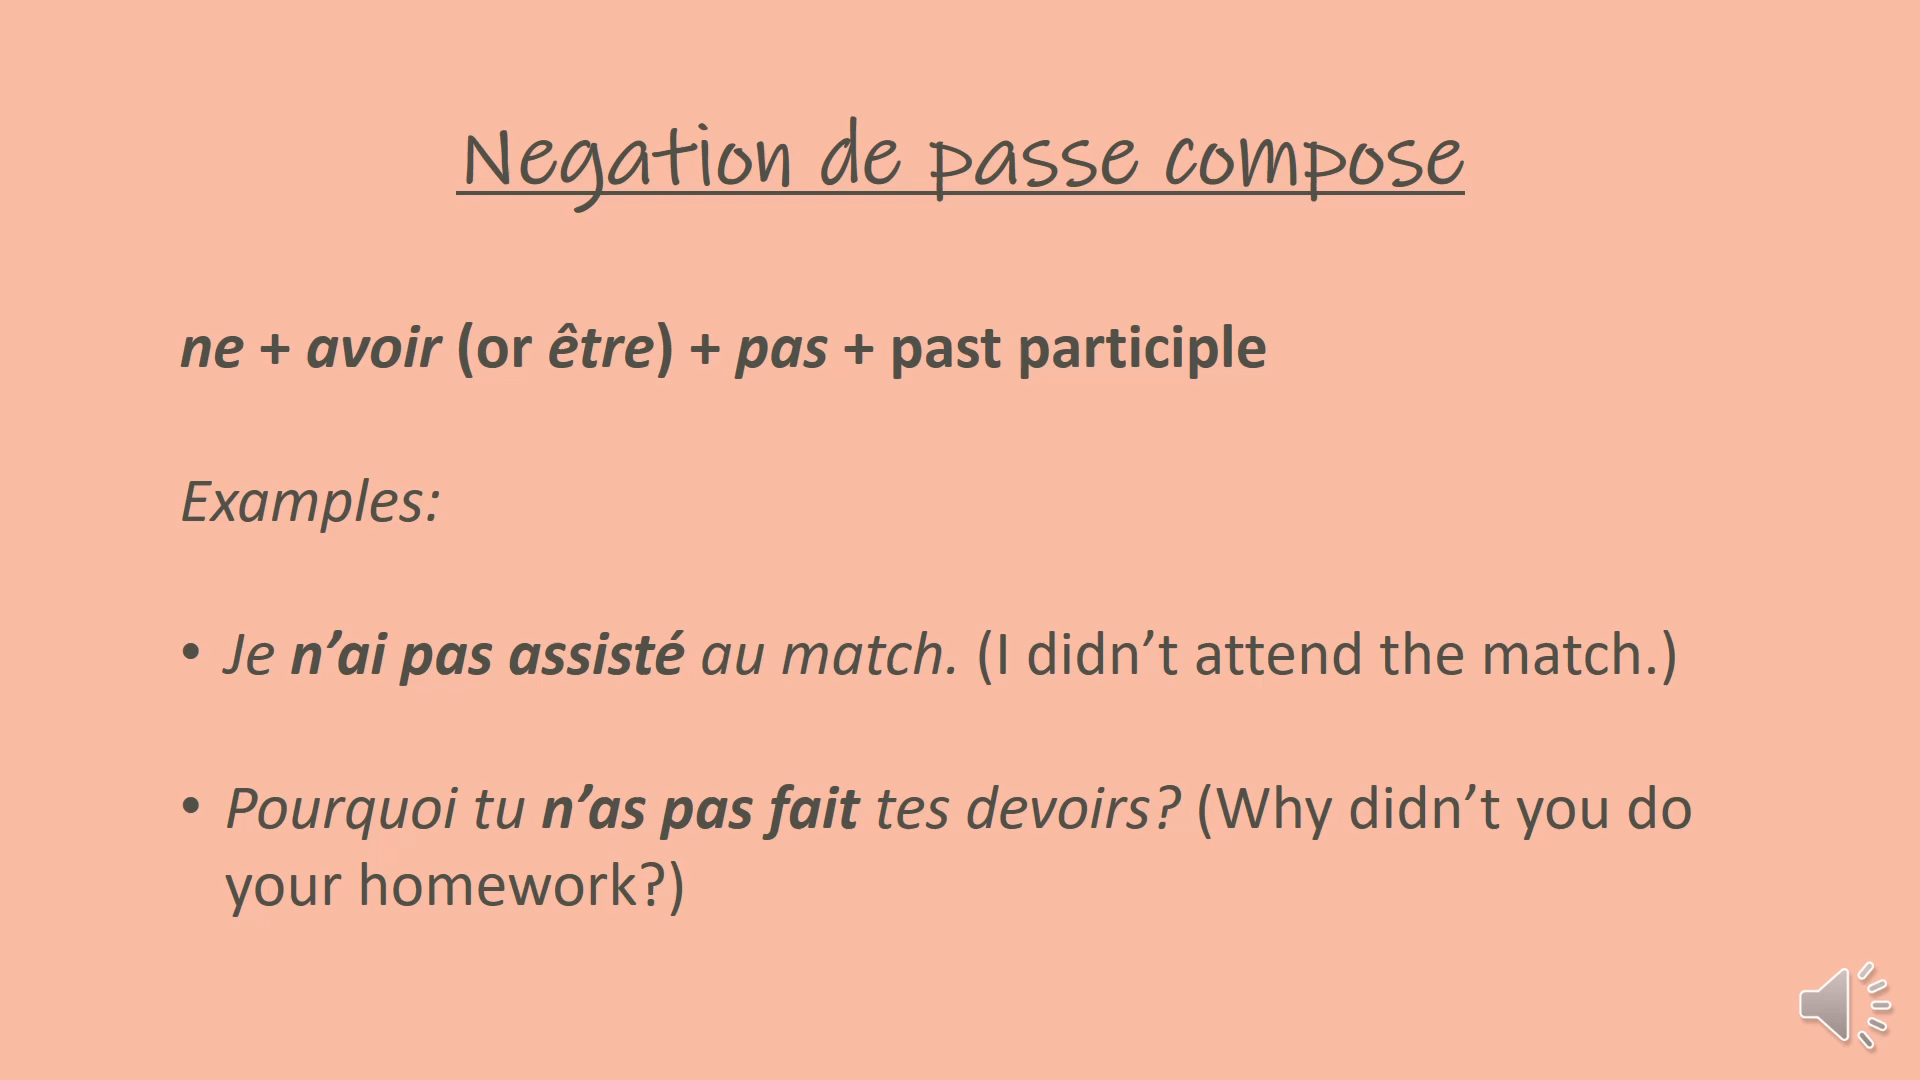 Negation de passe compose
ne + avoir (or être) + pas + past participle
Examples:
• Je n’ai pas assisté au match. (I didn’t attend the match.)
• Pourquoi tu n’as pas fait tes devoirs? (Why didn’t you do
your homework?)